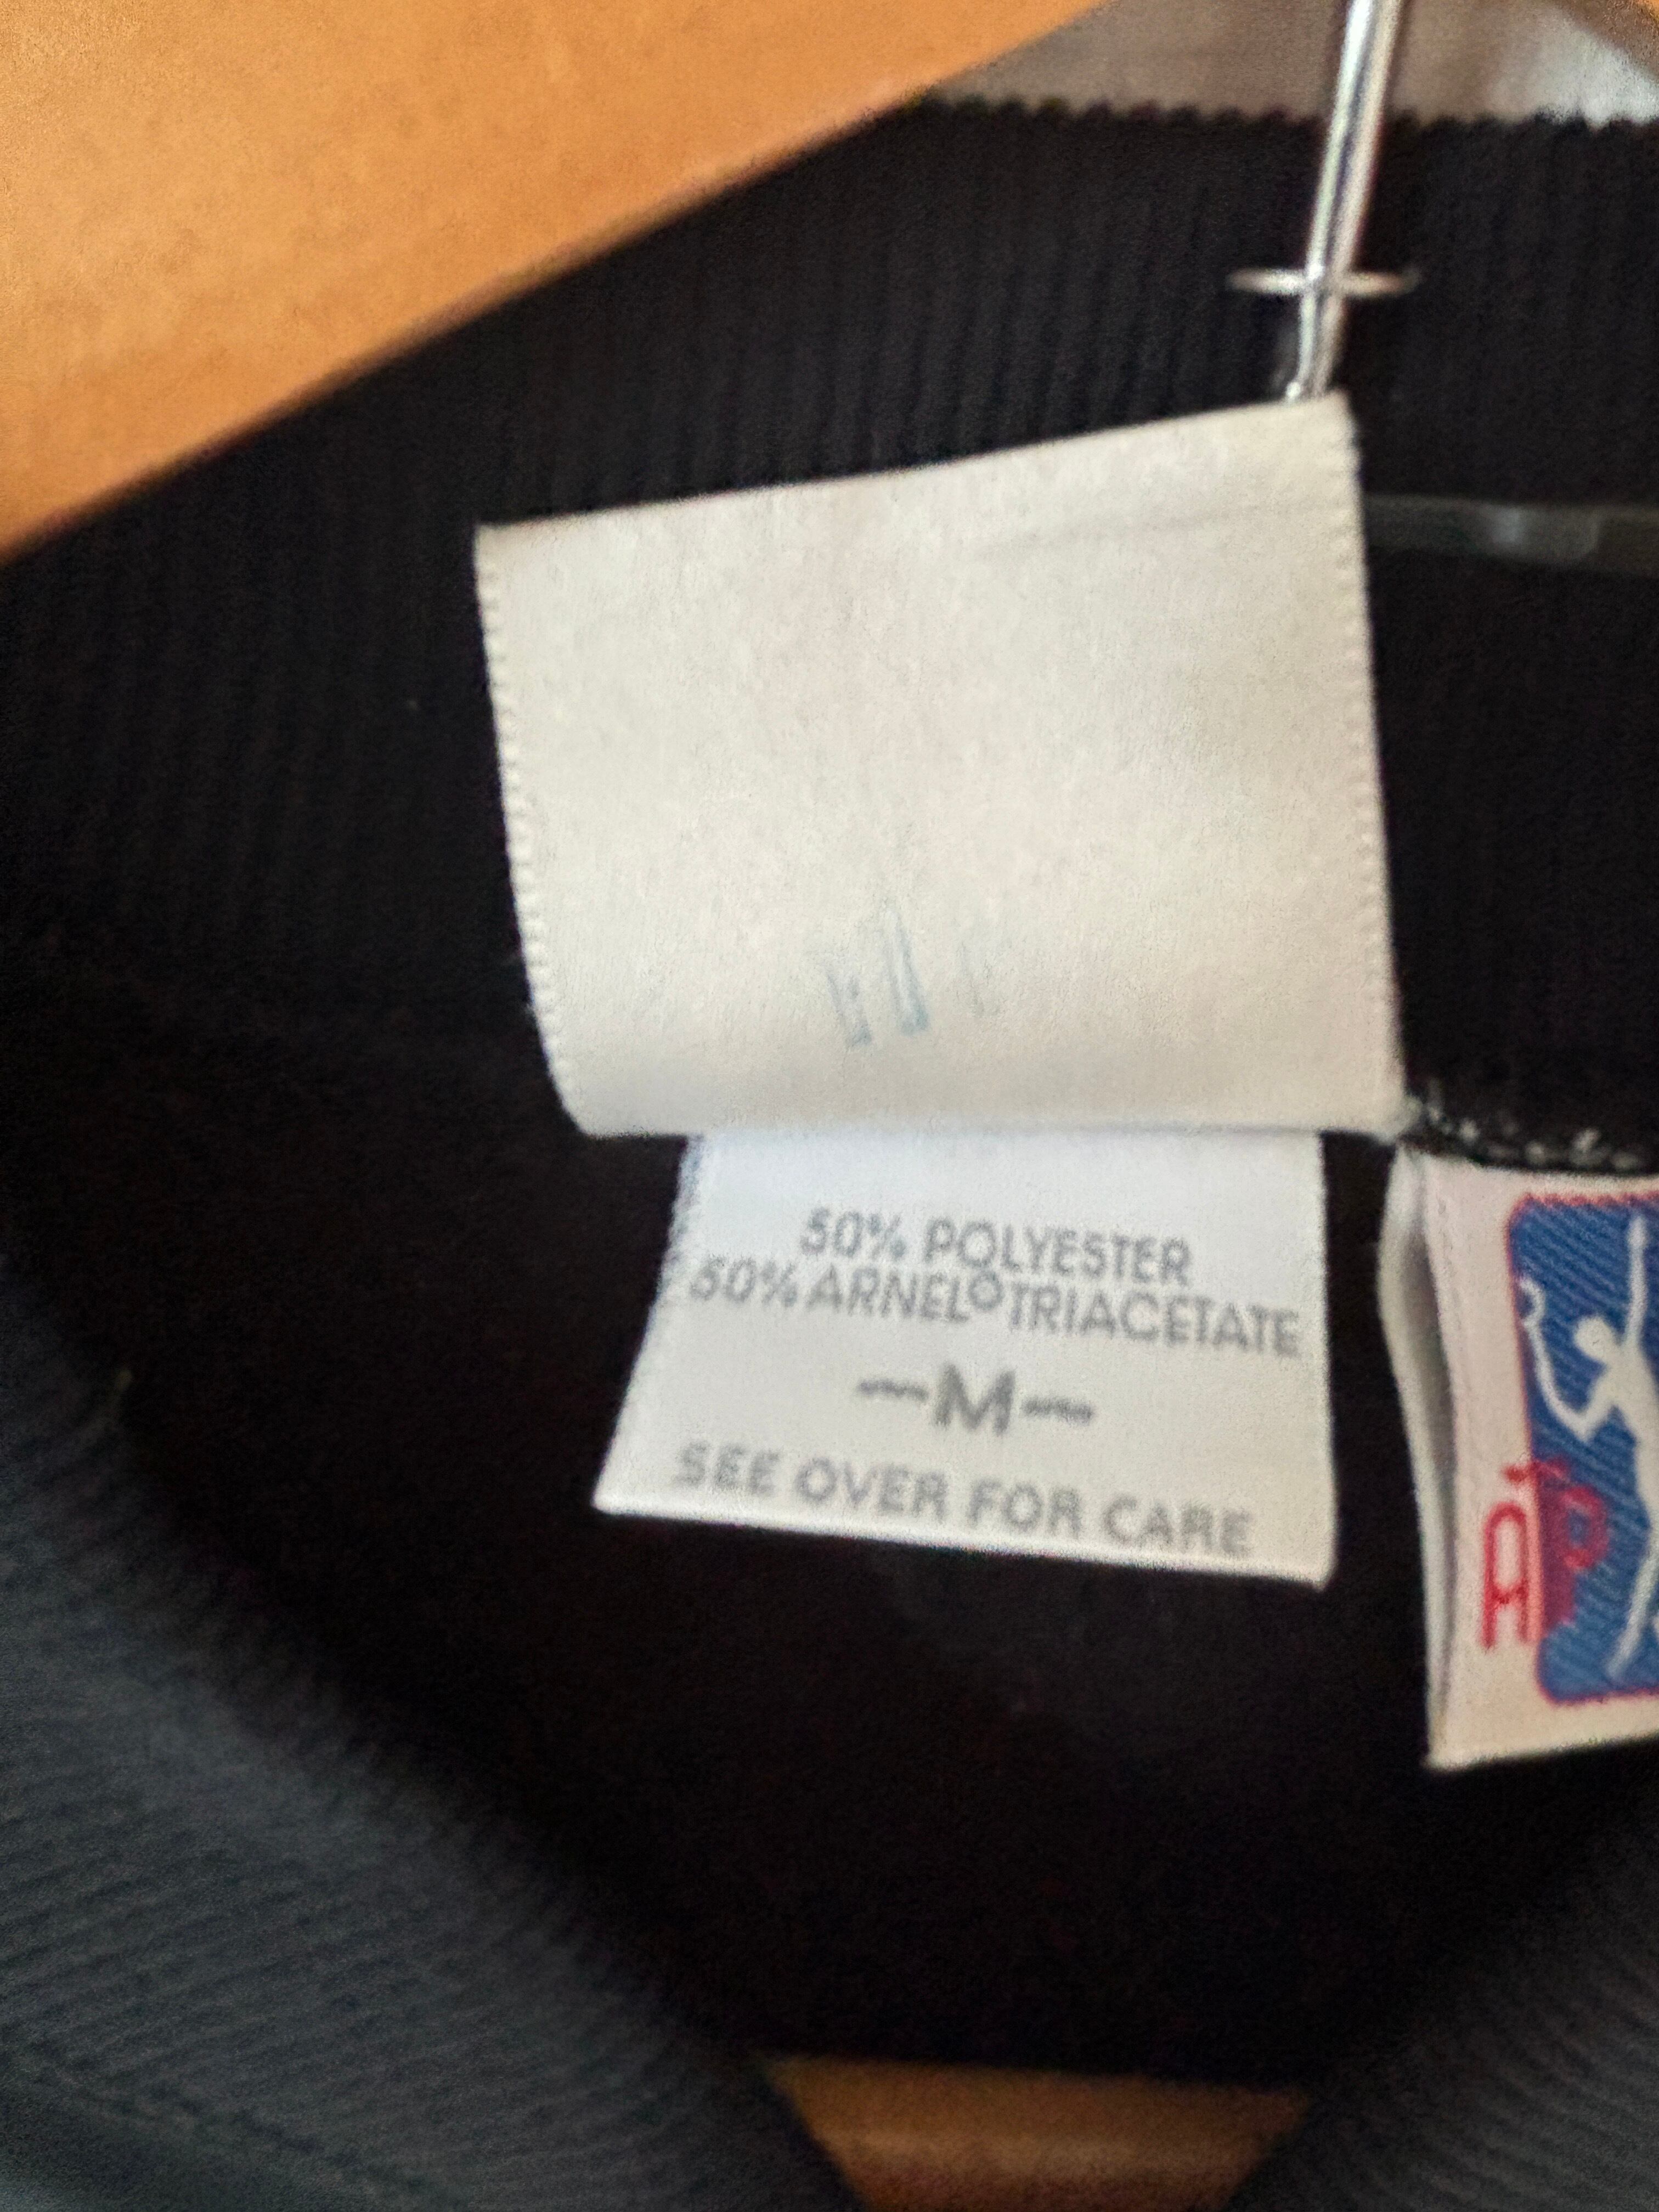 50% POLYESTER
50% ARNEL® TRIACETATE
—M—
SEE OVER FOR CARE